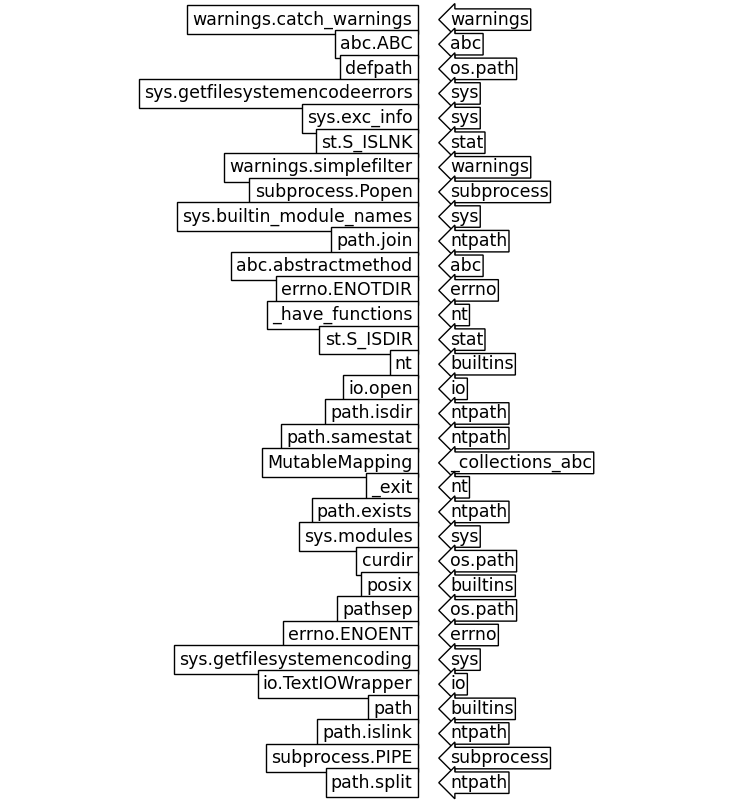 warnings.catch_warnings warnings
abc.ABC abc
defpath os.path
sys.getfilesystemencodeerrors sys
sys.exc_info sys
st.S_ISLNK stat
warnings.simplefilter warnings
subprocess.Popen subprocess
sys.builtin_module_names sys
path.join ntpath
abc.abstractmethod abc
errno.ENOTDIR errno
_have_functions nt
st.S_ISDIR stat
nt builtins
io.open io
path.isdir ntpath
path.samestat ntpath
MutableMapping _collections_abc
_exit nt
path.exists ntpath
sys.modules sys
curdir os.path
posix builtins
pathsep os.path
errno.ENOENT errno
sys.getfilesystemencoding sys
io.TextIOWrapper io
path builtins
path.islink ntpath
subprocess.PIPE subprocess
path.split ntpath